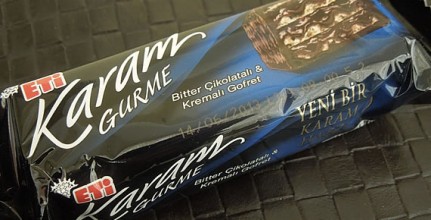 ETİ
Karam
GURME
Bitter Çikolatalı &
Kremalı Gofret
YENİ BİR
KARAM
ETİ
Karam
GURME
Bitter Çikolatalı &
Kremalı Gofret